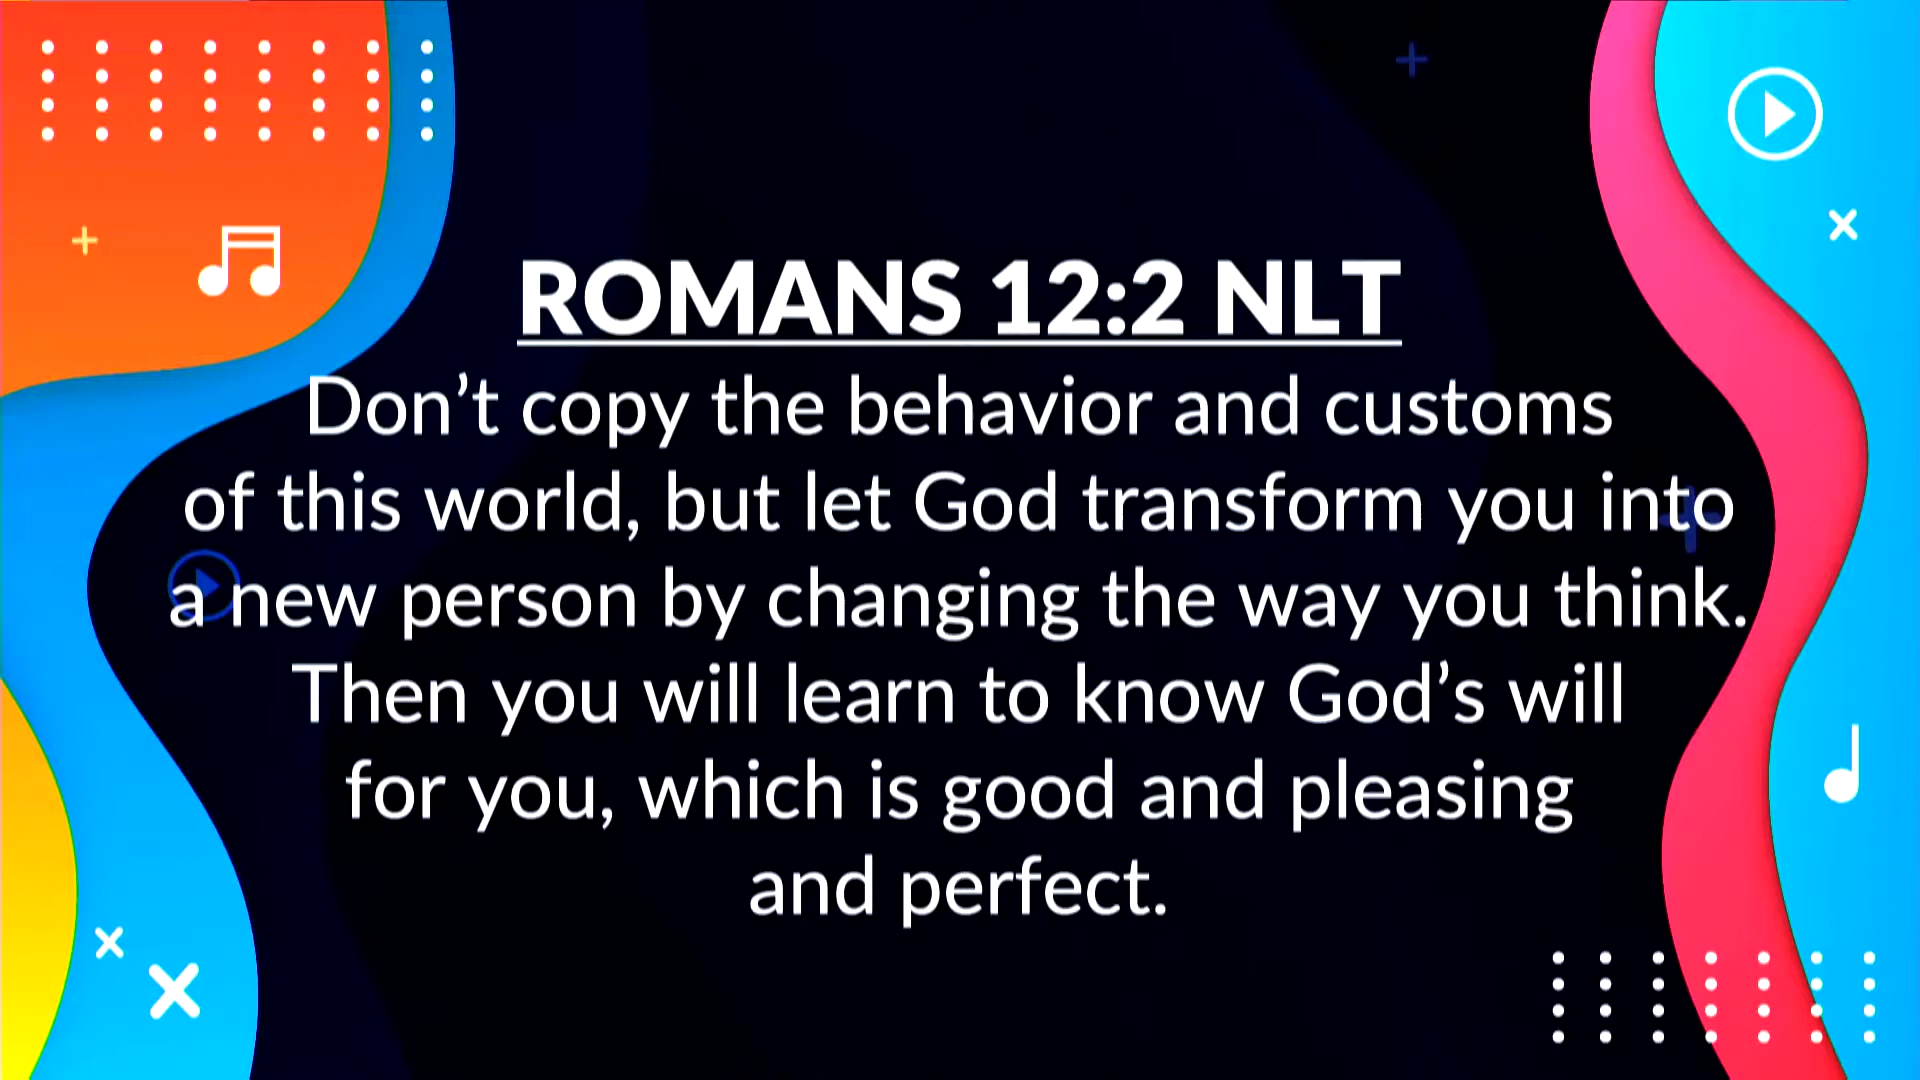 ROMANS 12:2 NLT
Don’t copy the behavior and customs
of this world, but let God transform you into
a new person by changing the way you think.
Then you will learn to know God’s will
for you, which is good and pleasing
and perfect.